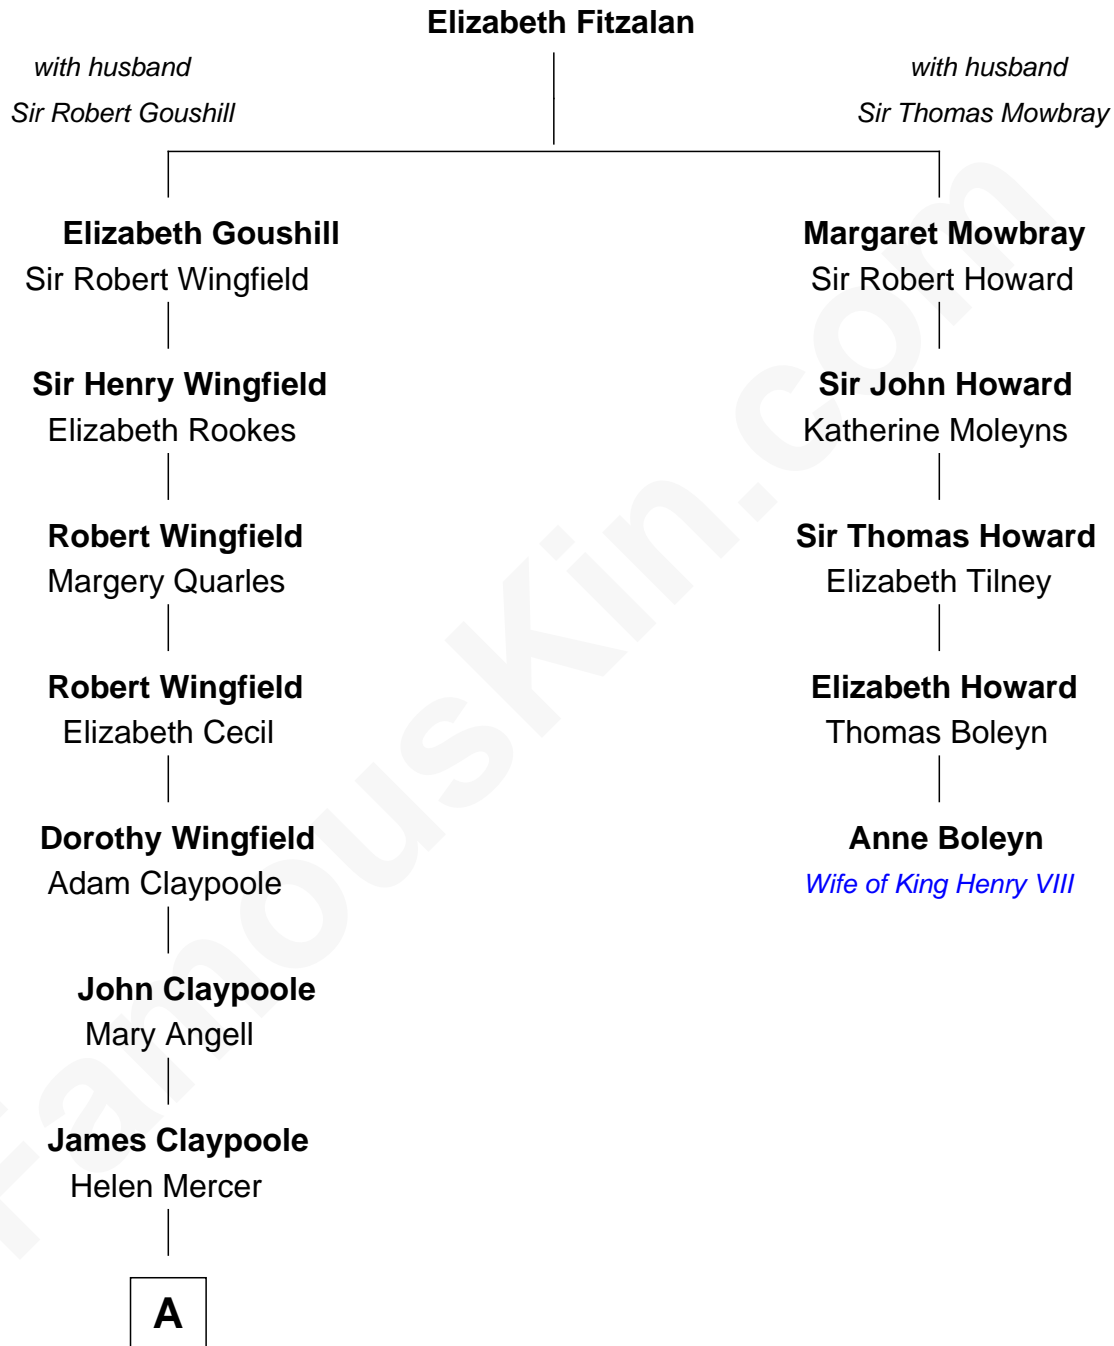 Elizabeth Fitzalan
with husband
Sir Robert Goushill
with husband
Sir Thomas Mowbray
Elizabeth Goushill
Sir Robert Wingfield
Margaret Mowbray
Sir Robert Howard
Sir Henry Wingfield
Elizabeth Rookes
Sir John Howard
Katherine Moleyns
Robert Wingfield
Margery Quarles
Sir Thomas Howard
Elizabeth Tilney
Robert Wingfield
Elizabeth Cecil
Elizabeth Howard
Thomas Boleyn
Dorothy Wingfield
Adam Claypoole
Anne Boleyn
Wife of King Henry VIII
John Claypoole
Mary Angell
James Claypoole
Helen Mercer
A
FamousKin.com